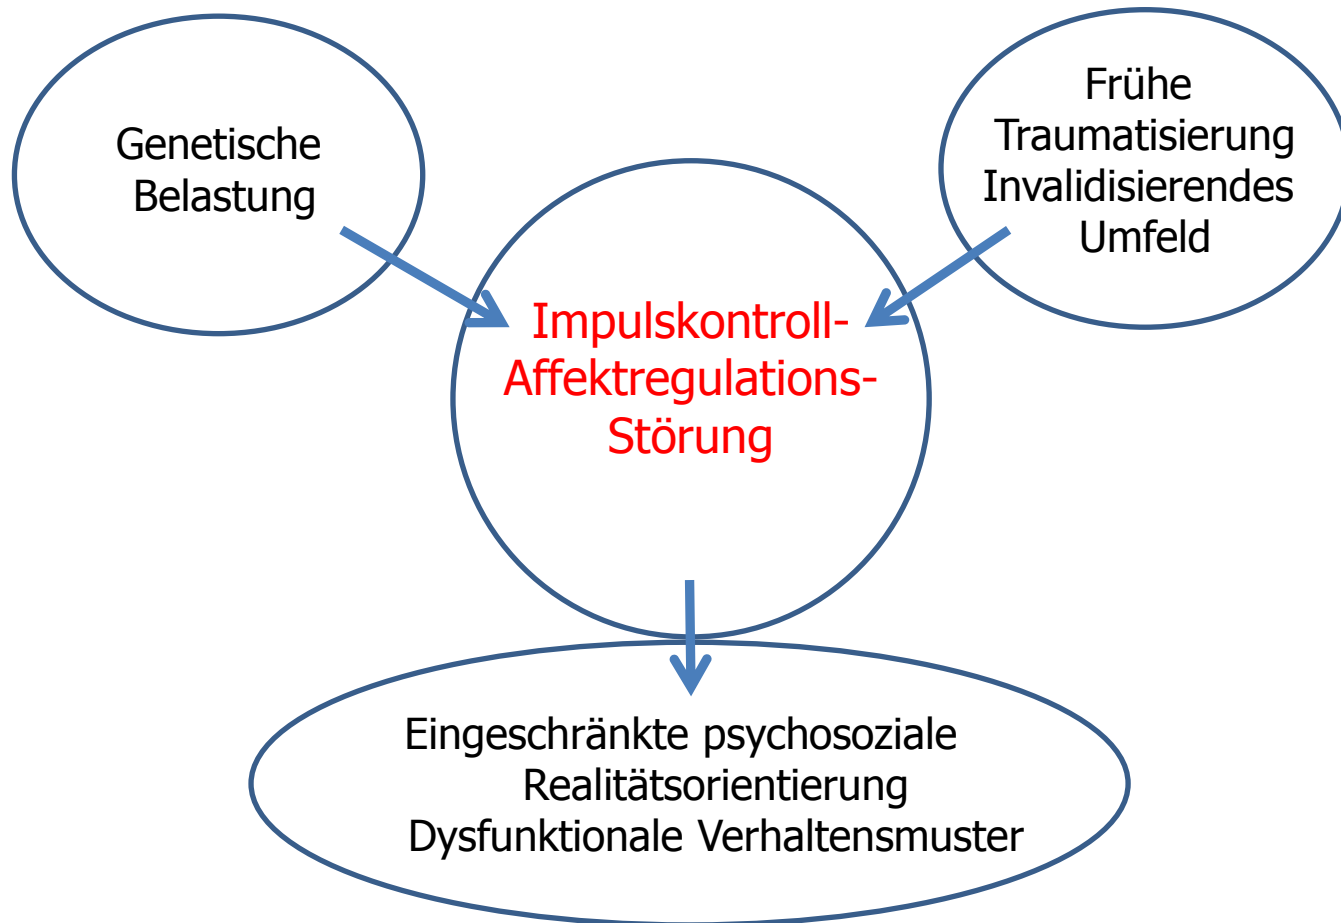 Genetische
Belastung
Frühe
Traumatisierung
Invalidisierendes
Umfeld
Impulskontroll-
Affektregulations-
Störung
Eingeschränkte psychosoziale
Realitätsorientierung
Dysfunktionale Verhaltensmuster